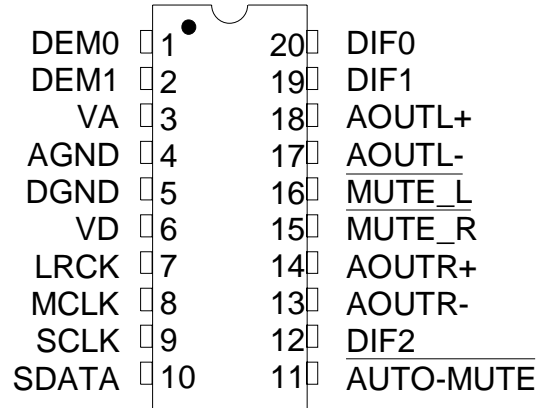 DEM0 1 20 DIF0
DEM1 2 19 DIF1
VA 3 18 AOUTL+
AGND 4 17 AOUTL-
DGND 5 16 MUTE_L
VD 6 15 MUTE_R
LRCK 7 14 AOUTR+
MCLK 8 13 AOUTR-
SCLK 9 12 DIF2
SDATA 10 11 AUTO-MUTE